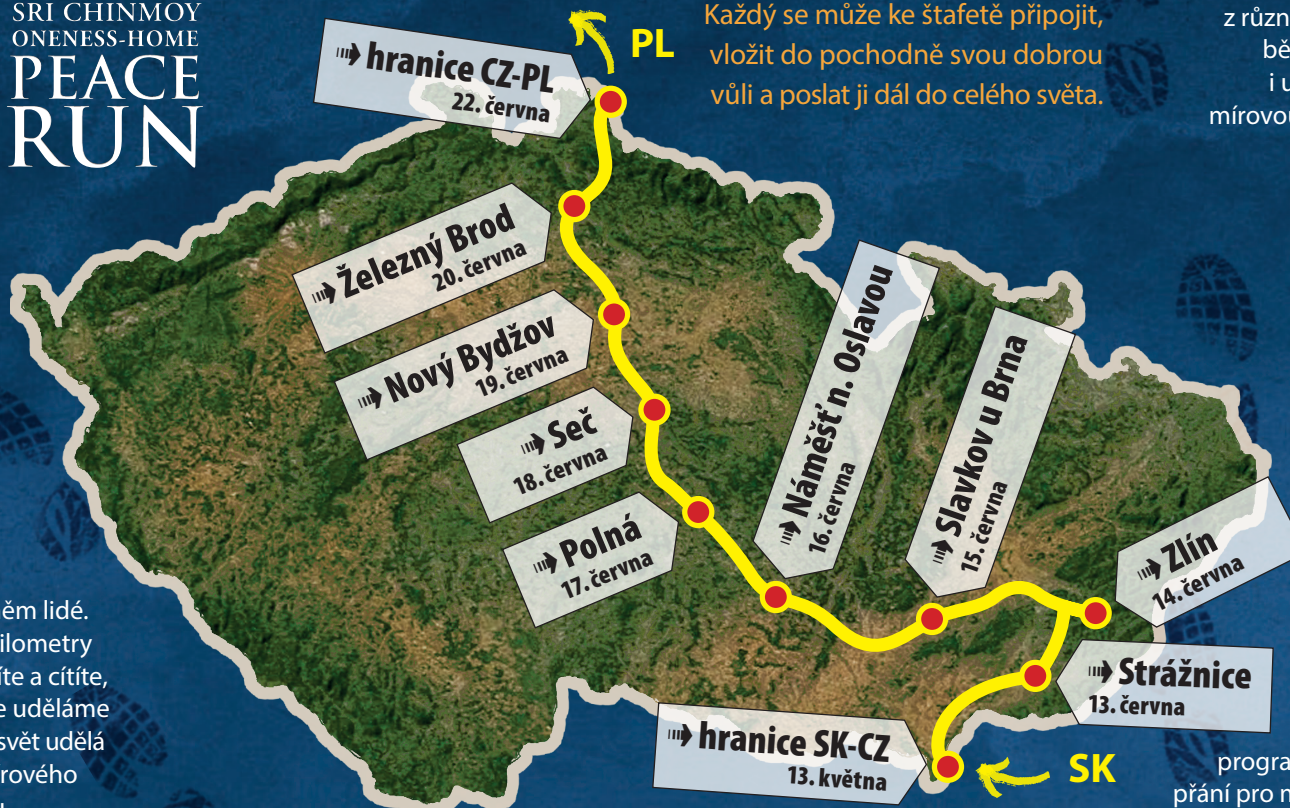 SRI CHINMOY
ONENESS-HOME
PEACE
RUN
hranice CZ-PL
22. června
PL
Každý se může ke štafetě připojit,
vložit do pochodně svou dobrou
vůli a poslat ji dál do celého světa.
z různ
bě
i u
mírovou
Železný Brod
20. června
Nový Bydžov
19. června
Seč
18. června
Polná
17. června
Náměšť n. Oslavou
16. června
Slavkov u Brna
15. června
Zlín
14. června
Strážnice
13. června
hranice SK-CZ
13. května
SK
něm lidé.
ilometry
íte a cítíte,
e uděláme
svět udělá
rového
progra
přání pro m